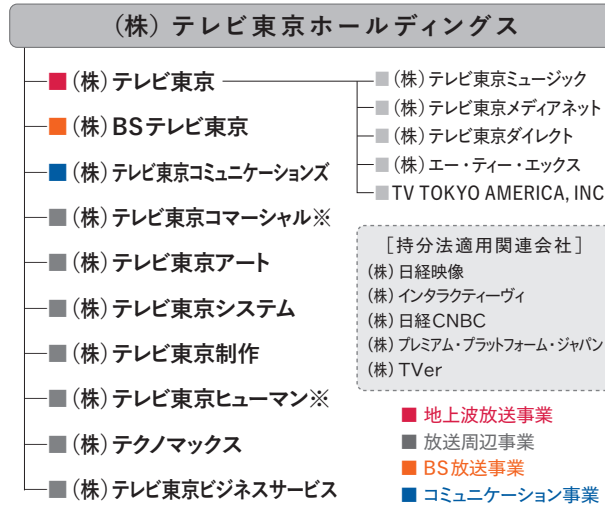 (株)テレビ東京ホールディングス
■(株)テレビ東京
■(株)BSテレビ東京
■(株)テレビ東京コミュニケーションズ
■(株)テレビ東京コマーシャル※
■(株)テレビ東京アート
■(株)テレビ東京システム
■(株)テレビ東京制作
■(株)テレビ東京ヒューマン※
■(株)テクノマックス
■(株)テレビ東京ビジネスサービス
■(株)テレビ東京ミュージック
■(株)テレビ東京メディアネット
■(株)テレビ東京ダイレクト
■(株)エー・ティー・エックス
■TV TOKYO AMERICA, INC
[持分法適用関連会社]
(株)日経映像
(株)インタラクティーヴィ
(株)日経CNBC
(株)プレミアム・プラットフォーム・ジャパン
(株)TVer
■ 地上波放送事業
■ 放送周辺事業
■ BS放送事業
■ コミュニケーション事業